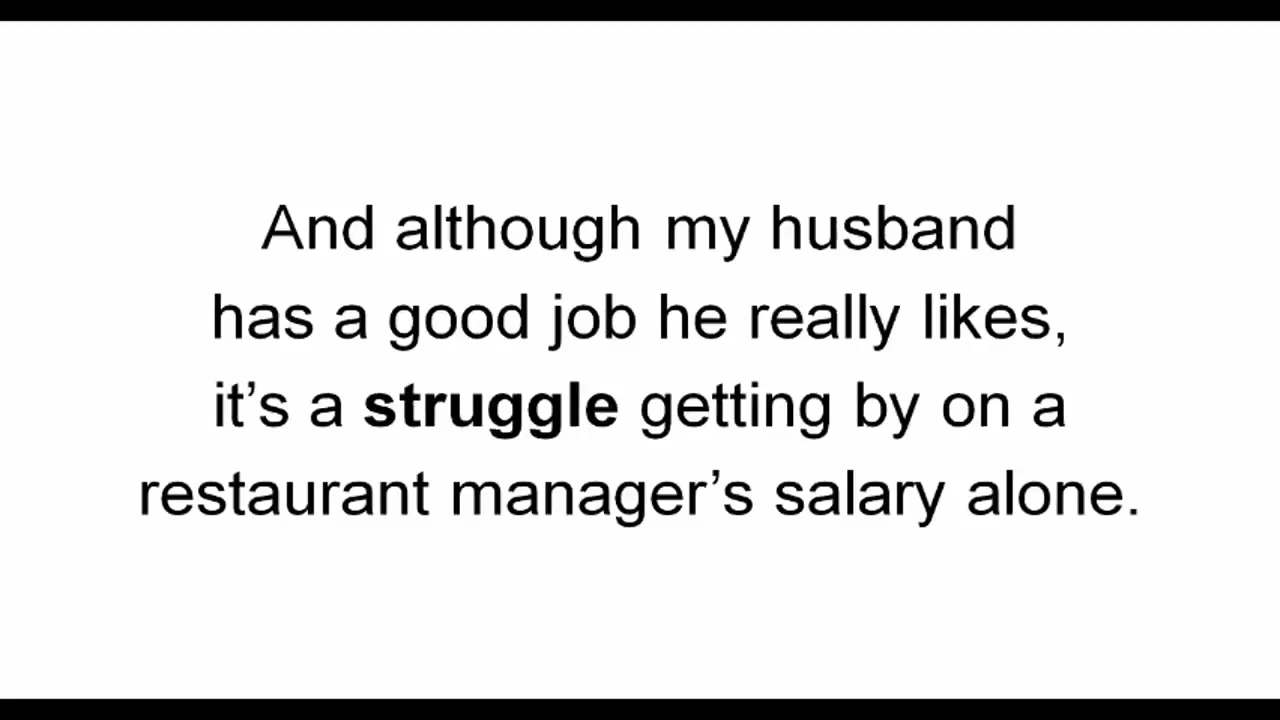 And although my husband
has a good job he really likes,
it’s a struggle getting by on a
restaurant manager’s salary alone.